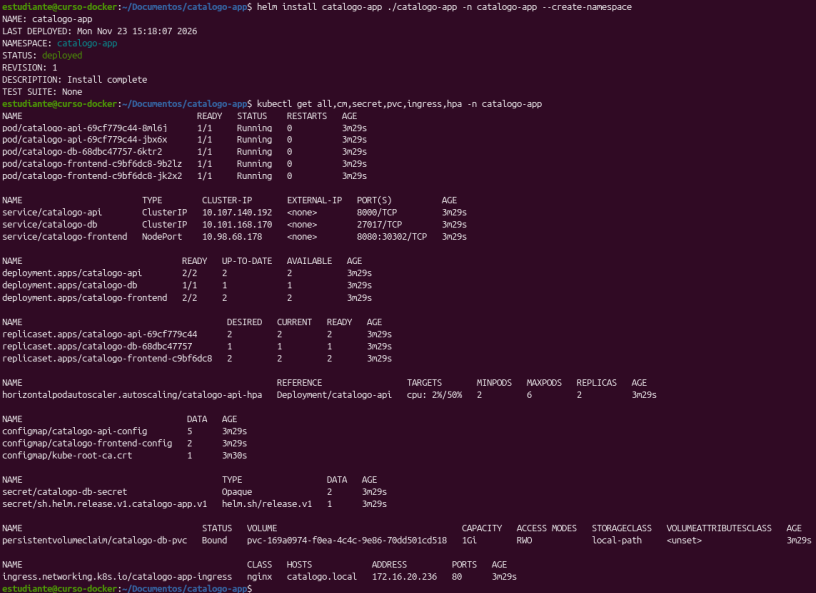 estudiante@curso-docker:~/Documentos/catalogo-app$ helm install catalogo-app ./catalogo-app -n catalogo-app --create-namespace
NAME: catalogo-app
LAST DEPLOYED: Mon Nov 23 15:18:07 2026
NAMESPACE: catalogo-app
STATUS: deployed
REVISION: 1
DESCRIPTION: Install complete
TEST SUITE: None
estudiante@curso-docker:~/Documentos/catalogo-app$ kubectl get all,cm,secret,pvc,ingress,hpa -n catalogo-app
NAME READY STATUS RESTARTS AGE
pod/catalogo-api-69cf779c44-8ml6j 1/1 Running 0 3m29s
pod/catalogo-api-69cf779c44-jbx6x 1/1 Running 0 3m29s
pod/catalogo-db-68dbc47757-6ktr2 1/1 Running 0 3m29s
pod/catalogo-frontend-c9bf6dc8-9b2lz 1/1 Running 0 3m29s
pod/catalogo-frontend-c9bf6dc8-jk2x2 1/1 Running 0 3m29s
NAME TYPE CLUSTER-IP EXTERNAL-IP PORT(S) AGE
service/catalogo-api ClusterIP 10.107.140.192 <none> 8000/TCP 3m29s
service/catalogo-db ClusterIP 10.101.168.170 <none> 27017/TCP 3m29s
service/catalogo-frontend NodePort 10.98.68.178 <none> 8080:30302/TCP 3m29s
NAME READY UP-TO-DATE AVAILABLE AGE
deployment.apps/catalogo-api 2/2 2 2 3m29s
deployment.apps/catalogo-db 1/1 1 1 3m29s
deployment.apps/catalogo-frontend 2/2 2 2 3m29s
NAME DESIRED CURRENT READY AGE
replicaset.apps/catalogo-api-69cf779c44 2 2 2 3m29s
replicaset.apps/catalogo-db-68dbc47757 1 1 1 3m29s
replicaset.apps/catalogo-frontend-c9bf6dc8 2 2 2 3m29s
NAME REFERENCE TARGETS MINPODS MAXPODS REPLICAS AGE
horizontalpodautoscaler.autoscaling/catalogo-api-hpa Deployment/catalogo-api cpu: 2%/50% 2 6 2 3m29s
NAME DATA AGE
configmap/catalogo-api-config 5 3m29s
configmap/catalogo-frontend-config 2 3m29s
configmap/kube-root-ca.crt 1 3m30s
NAME TYPE DATA AGE
secret/catalogo-db-secret Opaque 2 3m29s
secret/sh.helm.release.v1.catalogo-app.v1 helm.sh/release.v1 1 3m29s
NAME STATUS VOLUME CAPACITY ACCESS MODES STORAGECLASS VOLUMEATTRIBUTESCLASS AGE
persistentvolumeclaim/catalogo-db-pvc Bound pvc-169a0974-f0ea-4c4c-9e86-70dd501cd518 1Gi RWO local-path <unset> 3m29s
NAME CLASS HOSTS ADDRESS PORTS AGE
ingress.networking.k8s.io/catalogo-app-ingress nginx catalogo.local 172.16.20.236 80 3m29s
estudiante@curso-docker:~/Documentos/catalogo-app$